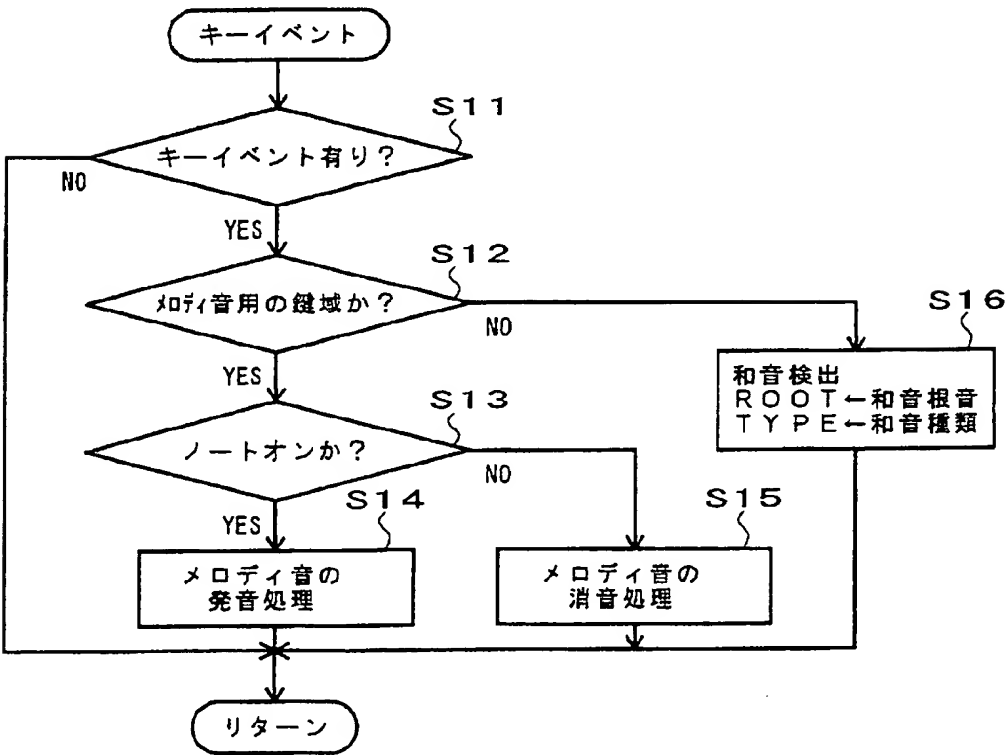 キーイベント
S11
キーイベント有り?
NO
YES
S12
メロディ音用の鍵域か?
NO
YES
S16
和音検出
ROOT←和音根音
TYPE←和音種類
S13
ノートオンか?
NO
YES
S14
メロディ音の
発音処理
S15
メロディ音の
消音処理
リターン